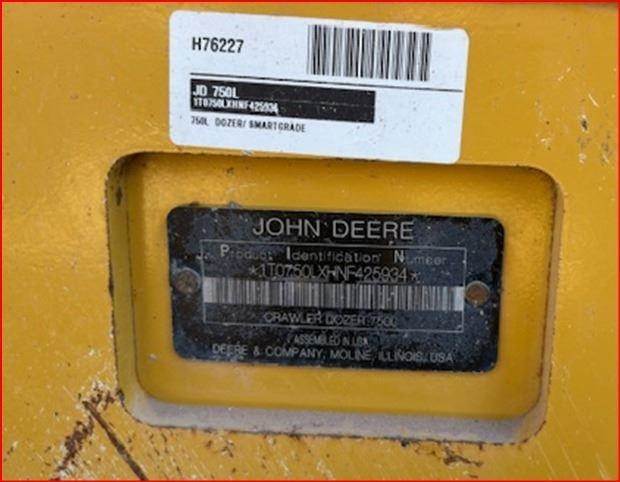 H76227
JD 750L
1T0750LXHNF425934
750L DOZER/ SMARTGRADE
JOHN DEERE
Product Identification Number
*1T0750LXHNF425934*
CRAWLER DOZER 750L
ASSEMBLED IN USA
DEERE & COMPANY, MOLINE, ILLINOIS, USA